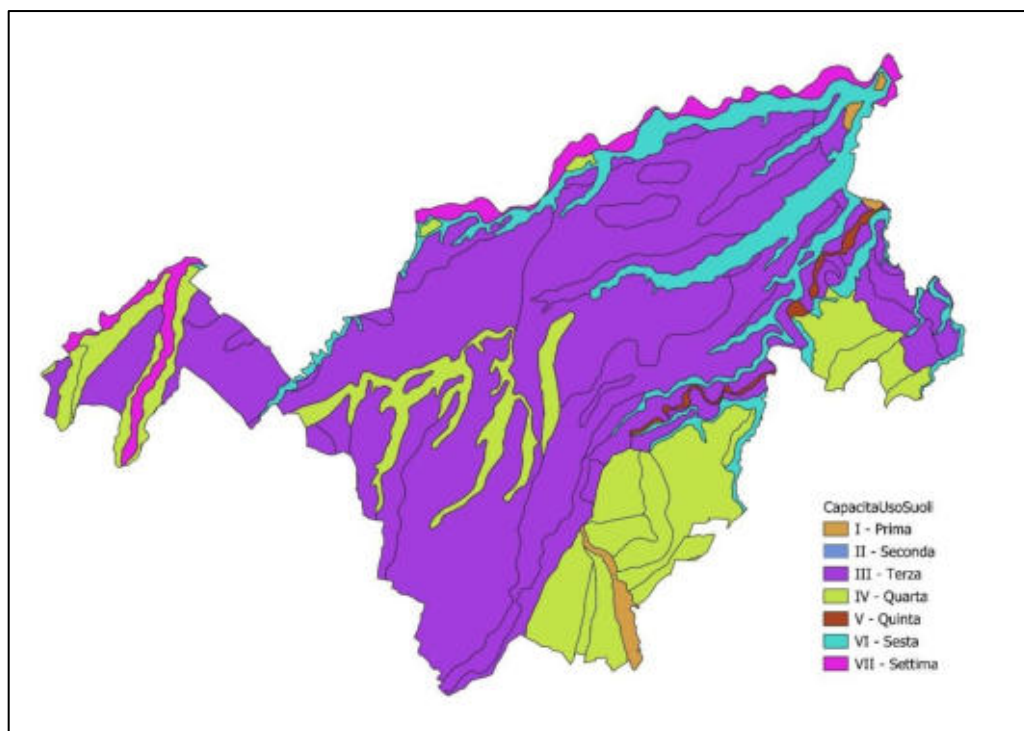 CapacitaUsoSuoli
I - Prima
II - Seconda
III - Terza
IV - Quarta
V - Quinta
VI - Sesta
VII - Settima